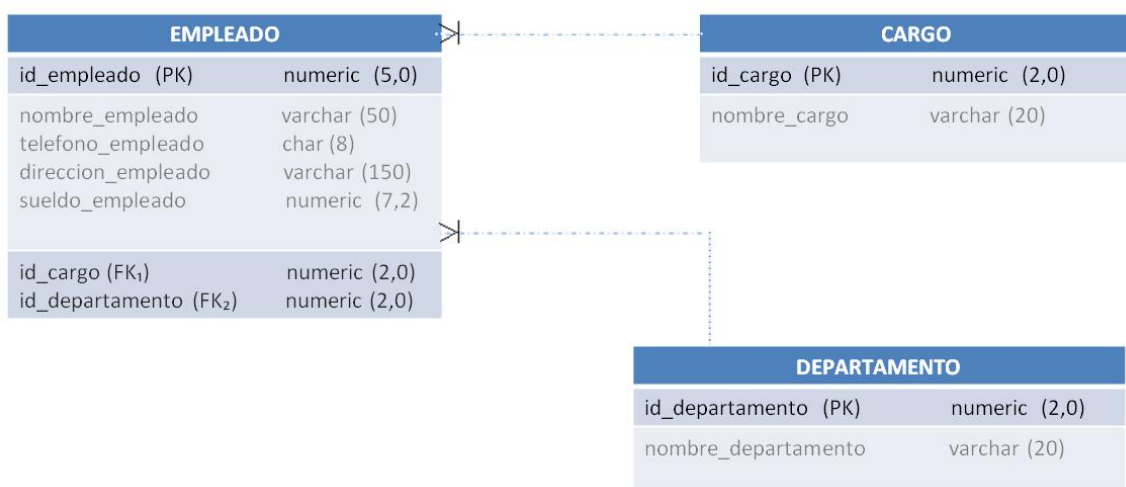 EMPLEADO
id_empleado (PK) numeric (5,0)
nombre_empleado varchar (50)
telefono_empleado char (8)
direccion_empleado varchar (150)
sueldo_empleado numeric (7,2)
id_cargo (FK₁) numeric (2,0)
id_departamento (FK₂) numeric (2,0)
CARGO
id_cargo (PK) numeric (2,0)
nombre_cargo varchar (20)
DEPARTAMENTO
id_departamento (PK) numeric (2,0)
nombre_departamento varchar (20)